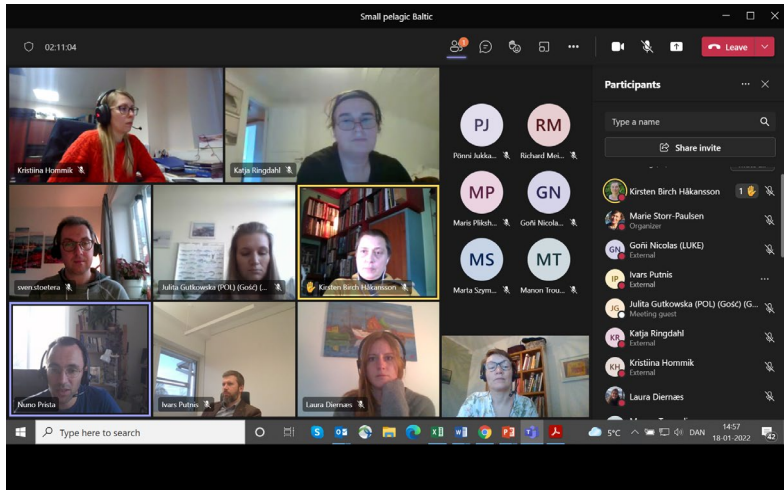 Small pelagic Baltic
02:11:04
1
Leave
Kristiina Hommik
Katja Ringdahl
PJ
RM
Pönni Jukka...
Richard Mei...
MP
GN
Maris Pliksh...
Goñi Nicola...
MS
MT
Marta Szym...
Manon Trou...
sven.stoetera
Julita Gutkowska (POL) (Gość) (...
Kirsten Birch Håkansson
Nuno Prista
Ivars Putnis
Laura Diernæs
Participants
Type a name
Share invite
Kirsten Birch Håkansson
1
Marie Storr-Paulsen
Organizer
GN
Goñi Nicolas (LUKE)
External
IP
Ivars Putnis
External
JG
Julita Gutkowska (POL) (Gość) (G...
Meeting guest
KR
Katja Ringdahl
External
KH
Kristiina Hommik
External
Laura Diernæs
Type here to search
5°C
DAN
14:57
18-01-2022
42